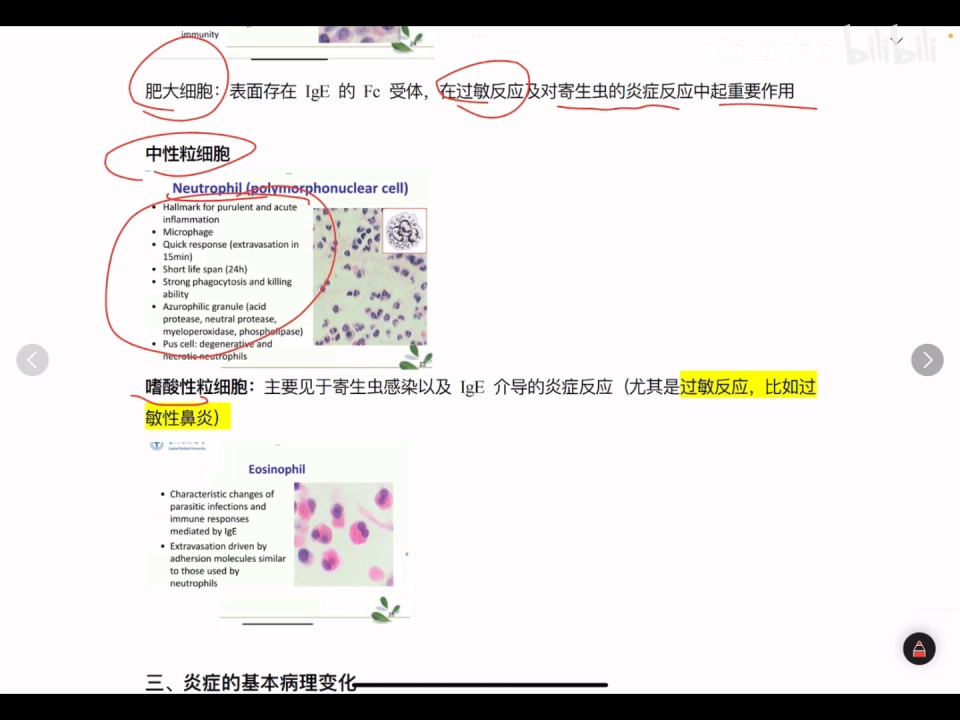 immunity
24
bilibili
肥大细胞：表面存在 IgE 的 Fc 受体，在过敏反应及对寄生虫的炎症反应中起重要作用
中性粒细胞
Neutrophil (polymorphonuclear cell)
• Hallmark for purulent and acute
inflammation
• Microphage
• Quick response (extravasation in
15min)
• Short life span (24h)
• Strong phagocytosis and killing
ability
• Azurophilic granule (acid
protease, neutral protease,
myeloperoxidase, phospholipase)
• Pus cell: degenerative and
necrotic neutrophils
22
嗜酸性粒细胞：主要见于寄生虫感染以及 IgE 介导的炎症反应（尤其是过敏反应，比如过
敏性鼻炎）
Capital Medical University
Eosinophil
• Characteristic changes of
parasitic infections and
immune responses
mediated by IgE
• Extravasation driven by
adhersion molecules similar
to those used by
neutrophils
三、炎症的基本病理变化